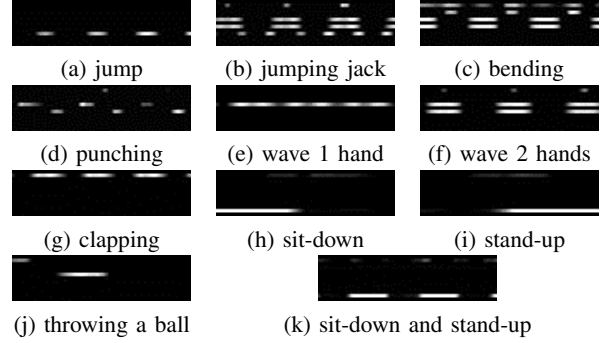 (a) jump (b) jumping jack (c) bending
(d) punching (e) wave 1 hand (f) wave 2 hands
(g) clapping (h) sit-down (i) stand-up
(j) throwing a ball (k) sit-down and stand-up